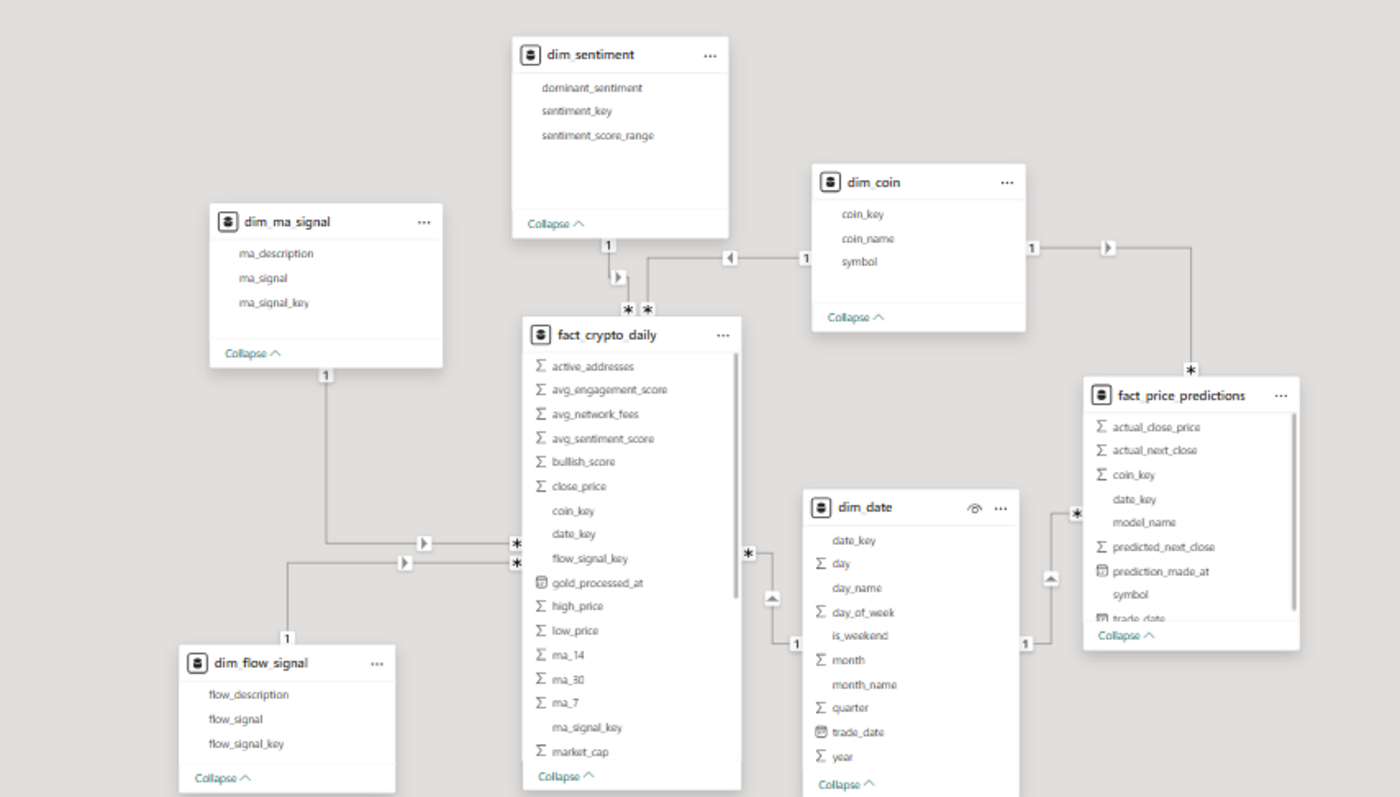 dim_sentiment
dominant_sentiment
sentiment_key
sentiment_score_range
Collapse
1
dim_coin
coin_key
coin_name
symbol
Collapse
1
1
dim_ma_signal
ma_description
ma_signal
ma_signal_key
Collapse
1
*
*
*
fact_crypto_daily
active_addresses
avg_engagement_score
avg_network_fees
avg_sentiment_score
bullish_score
close_price
coin_key
date_key
flow_signal_key
gold_processed_at
high_price
low_price
ma_14
ma_30
ma_7
ma_signal_key
market_cap
Collapse
*
*
*
fact_price_predictions
actual_close_price
actual_next_close
coin_key
date_key
model_name
predicted_next_close
prediction_made_at
symbol
trade_date
Collapse
*
dim_date
date_key
day
day_name
day_of_week
is_weekend
month
month_name
quarter
trade_date
year
Collapse
1
1
1
dim_flow_signal
flow_description
flow_signal
flow_signal_key
Collapse